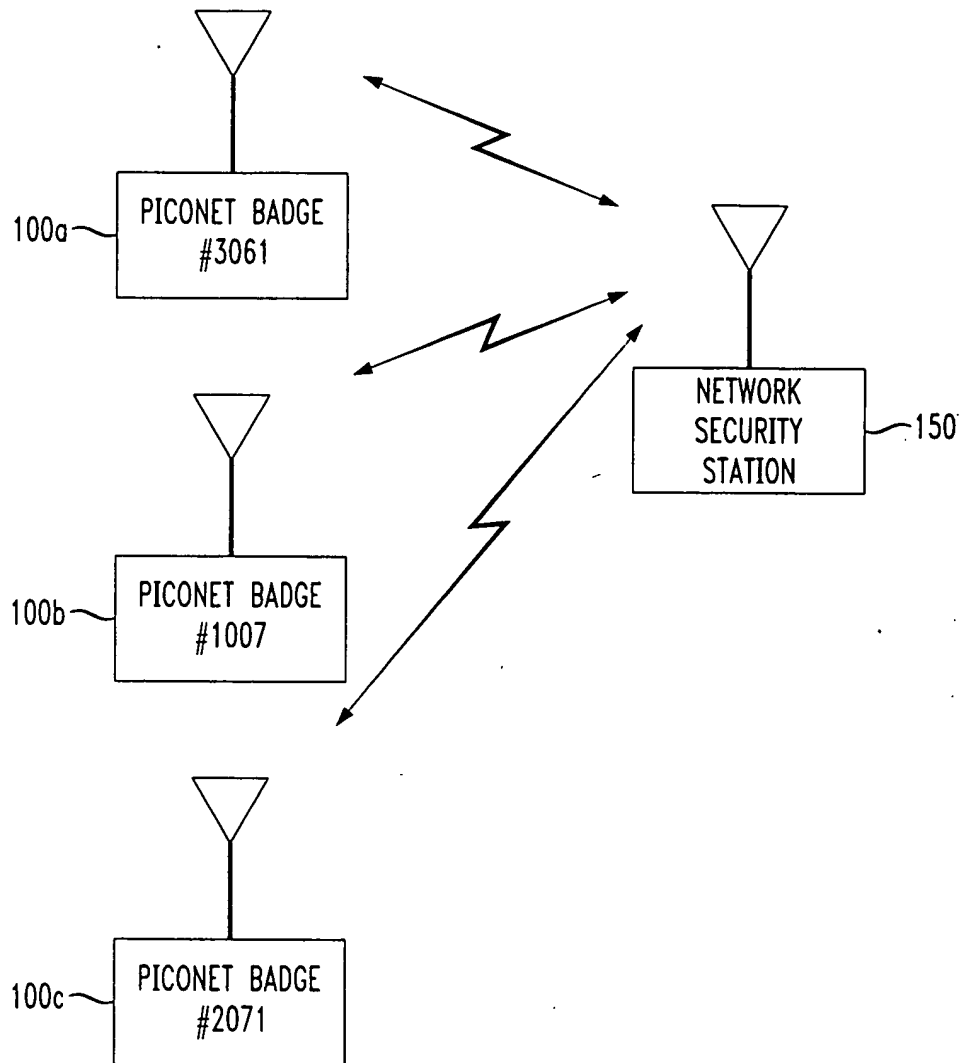 100a
PICONET BADGE
#3061
NETWORK
SECURITY
STATION
150
100b
PICONET BADGE
#1007
100c
PICONET BADGE
#2071